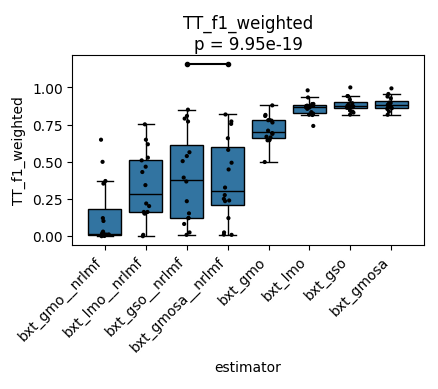 TT_f1_weighted
p = 9.95e-19
TT_f1_weighted
1.00
0.75
0.50
0.25
0.00
bxt_gmo__nrlmf
bxt_lmo__nrlmf
bxt_gso__nrlmf
bxt_gmosa__nrlmf
bxt_gmo
bxt_lmo
bxt_gso
bxt_gmosa
estimator